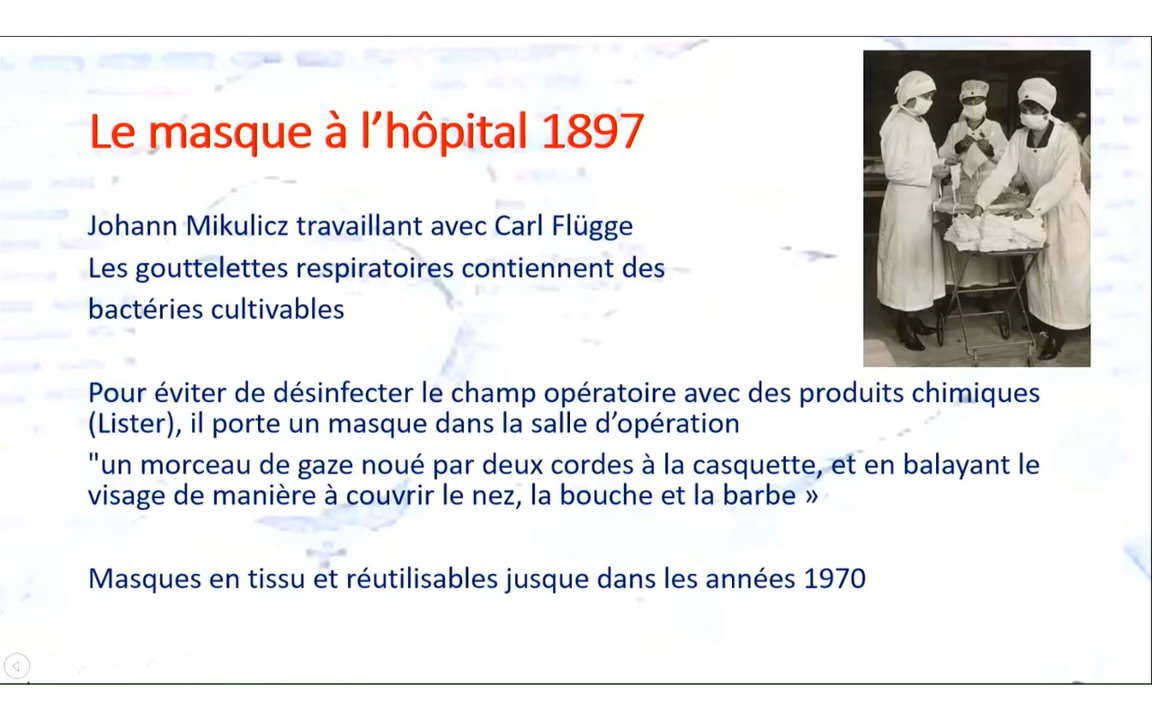 Le masque à l’hôpital 1897
Johann Mikulicz travaillant avec Carl Flügge
Les gouttelettes respiratoires contiennent des
bactéries cultivables
Pour éviter de désinfecter le champ opératoire avec des produits chimiques
(Lister), il porte un masque dans la salle d’opération
"un morceau de gaze noué par deux cordes à la casquette, et en balayant le
visage de manière à couvrir le nez, la bouche et la barbe »
Masques en tissu et réutilisables jusque dans les années 1970